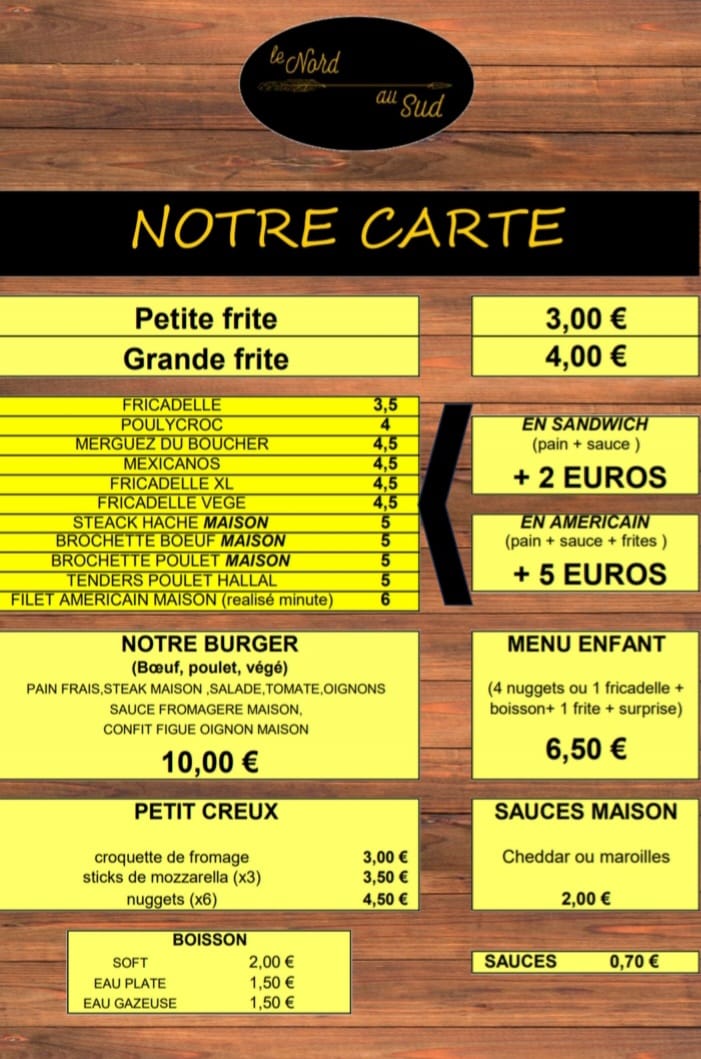 le Nord
au Sud
NOTRE CARTE
Petite frite 3,00 €
Grande frite 4,00 €
FRICADELLE 3,5
POULYCROC 4
MERGUEZ DU BOUCHER 4,5
MEXICANOS 4,5
FRICADELLE XL 4,5
FRICADELLE VEGE 4,5
STEACK HACHE MAISON 5
BROCHETTE BOEUF MAISON 5
BROCHETTE POULET MAISON 5
TENDERS POULET HALLAL 5
FILET AMERICAIN MAISON (realisé minute) 6
EN SANDWICH
(pain + sauce )
+ 2 EUROS
EN AMERICAIN
(pain + sauce + frites )
+ 5 EUROS
NOTRE BURGER
(Bœuf, poulet, végé)
PAIN FRAIS,STEAK MAISON ,SALADE,TOMATE,OIGNONS
SAUCE FROMAGERE MAISON,
CONFIT FIGUE OIGNON MAISON
10,00 €
MENU ENFANT
(4 nuggets ou 1 fricadelle +
boisson+ 1 frite + surprise)
6,50 €
PETIT CREUX
croquette de fromage 3,00 €
sticks de mozzarella (x3) 3,50 €
nuggets (x6) 4,50 €
SAUCES MAISON
Cheddar ou maroilles
2,00 €
BOISSON
SOFT 2,00 €
EAU PLATE 1,50 €
EAU GAZEUSE 1,50 €
SAUCES 0,70 €